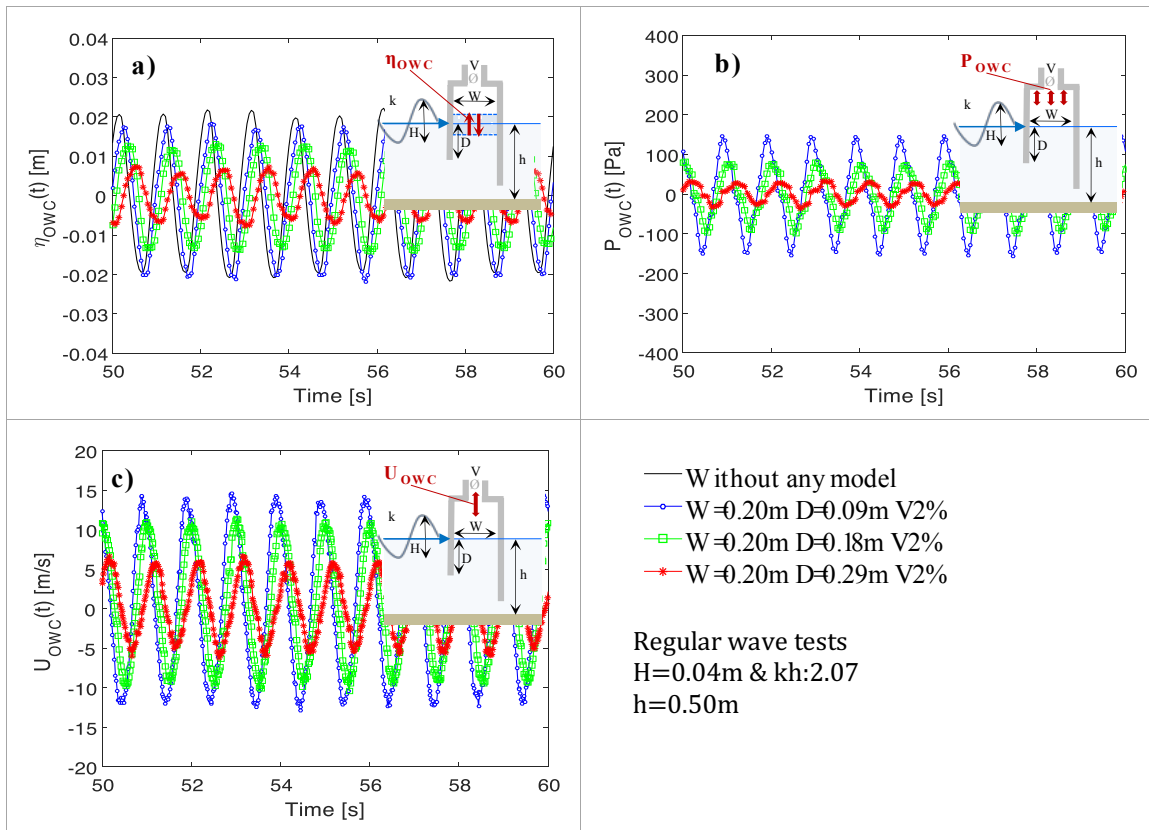 a)
η_OWC(t) [m]
0.04
0.03
0.02
0.01
0
-0.01
-0.02
-0.03
-0.04
50 52 54 56 58 60
Time [s]
η_OWC
V
Ø
W
k
H
D
h
b)
P_OWC(t) [Pa]
400
300
200
100
0
-100
-200
-300
-400
50 52 54 56 58 60
Time [s]
P_OWC
V
Ø
W
k
H
D
h
c)
U_OWC(t) [m/s]
20
15
10
5
0
-5
-10
-15
-20
50 52 54 56 58 60
Time [s]
U_OWC
V
Ø
W
k
H
D
h
Without any model
W=0.20m D=0.09m V2%
W=0.20m D=0.18m V2%
W=0.20m D=0.29m V2%
Regular wave tests
H=0.04m & kh:2.07
h=0.50m